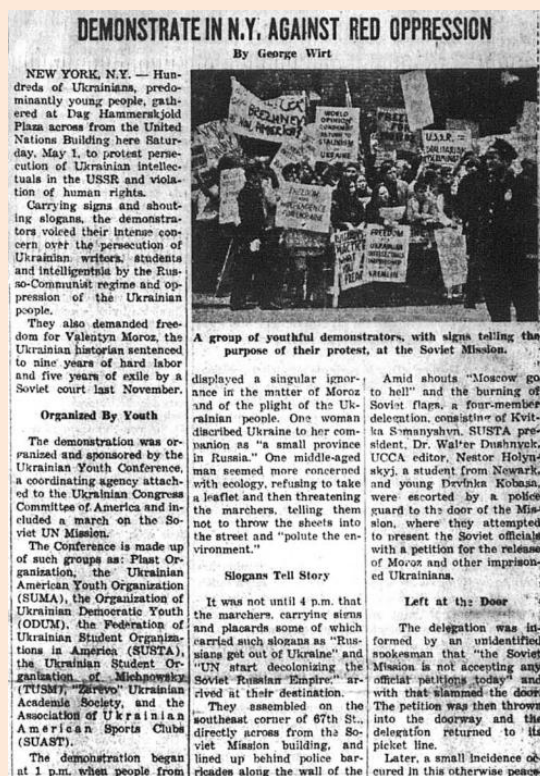 DEMONSTRATE IN N.Y. AGAINST RED OPPRESSION
By George Wirt
NEW YORK, N.Y. — Hun-
dreds of Ukrainians, predo-
minantly young people, gath-
ered at Dag Hammerskjold
Plaza across from the United
Nations Building here Satur-
day, May 1, to protest perse-
cution of Ukrainian intellec-
tuals in the USSR and viola-
tion of human rights.
Carrying signs and shout-
ing slogans, the demonstra-
tors voiced their intense con-
cern over the persecution of
Ukrainian writers, students
and intelligentsia by the Rus-
so-Communist regime and op-
pression of the Ukrainian
people.
They also demanded free-
dom for Valentyn Moroz, the
Ukrainian historian sentenced
to nine years of hard labor
and five years of exile by a
Soviet court last November.
Organized By Youth
The demonstration was or-
ganized and sponsored by the
Ukrainian Youth Conference,
a coordinating agency attach-
ed to the Ukrainian Congress
Committee of America and in-
cluded a march on the So-
viet UN Mission.
The Conference is made up
of such groups as: Plast Or-
ganization, the Ukrainian
American Youth Organization
(SUMA), the Organization of
Ukrainian Democratic Youth
(ODUM), the Federation of
Ukrainian Student Organiza-
tions in America (SUSTA),
the Ukrainian Student Or-
ganization of Michnowsky
(TUSM), "Zarevo" Ukrainian
Academic Society, and the
Association of Ukrainian
American Sports Clubs
(SUAST).
The demonstration began
at 1 p.m. when people from
BREZHNEV
AMERICA?
WORLD
OPINION
STALINISM
UKRAINE
FREE
FOR
U.S.S.R. =
FREEDOM
INDEPENDENCE
FOR UKRAINE
PRACTICE
WHAT
YOU
PREACH
FREEDOM
UKRAINIAN
INTELLECTUALS
KREMLIN
A group of youthful demonstrators, with signs telling the
purpose of their protest, at the Soviet Mission.
displayed a singular ignor-
ance in the matter of Moroz
and of the plight of the Uk-
rainian people. One woman
discribed Ukraine to her com-
panion as "a small province
in Russia." One middle-aged
man seemed more concerned
with ecology, refusing to take
a leaflet and then threatening
the marchers, telling them
not to throw the sheets into
the street and "polute the en-
vironment."
Slogans Tell Story
It was not until 4 p.m. that
the marchers, carrying signs
and placards some of which
carried such slogans as "Rus-
sians get out of Ukraine" and
"UN start decolonizing the
Soviet Russian Empire," ar-
rived at their destination.
They assembled on the
southeast corner of 67th St.,
directly across from the So-
viet Mission building, and
lined up behind police bar-
ricades along the wall of the
Amid shouts "Moscow go
to hell" and the burning of
Soviet flags, a four-member
delegation, consisting of Kvit-
ka Semanyshyn, SUSTA pre-
sident, Dr. Walter Dushnyck,
UCCA editor, Nestor Holyn-
skyj, a student from Newark,
and young Dzvinka Kobasa,
were escorted by a police
guard to the door of the Mis-
sion, where they attempted
to present the Soviet officials
with a petition for the release
of Moroz and other imprison-
ed Ukrainians.
Left at the Door
The delegation was in-
formed by an unidentified
spokesman that "the Soviet
Mission is not accepting any
official petitions today" and
with that slammed the door.
The petition was then thrown
into the doorway and the
delegation returned to its
picket line.
Later, a small incidence oc-
cured in this otherwise peace-